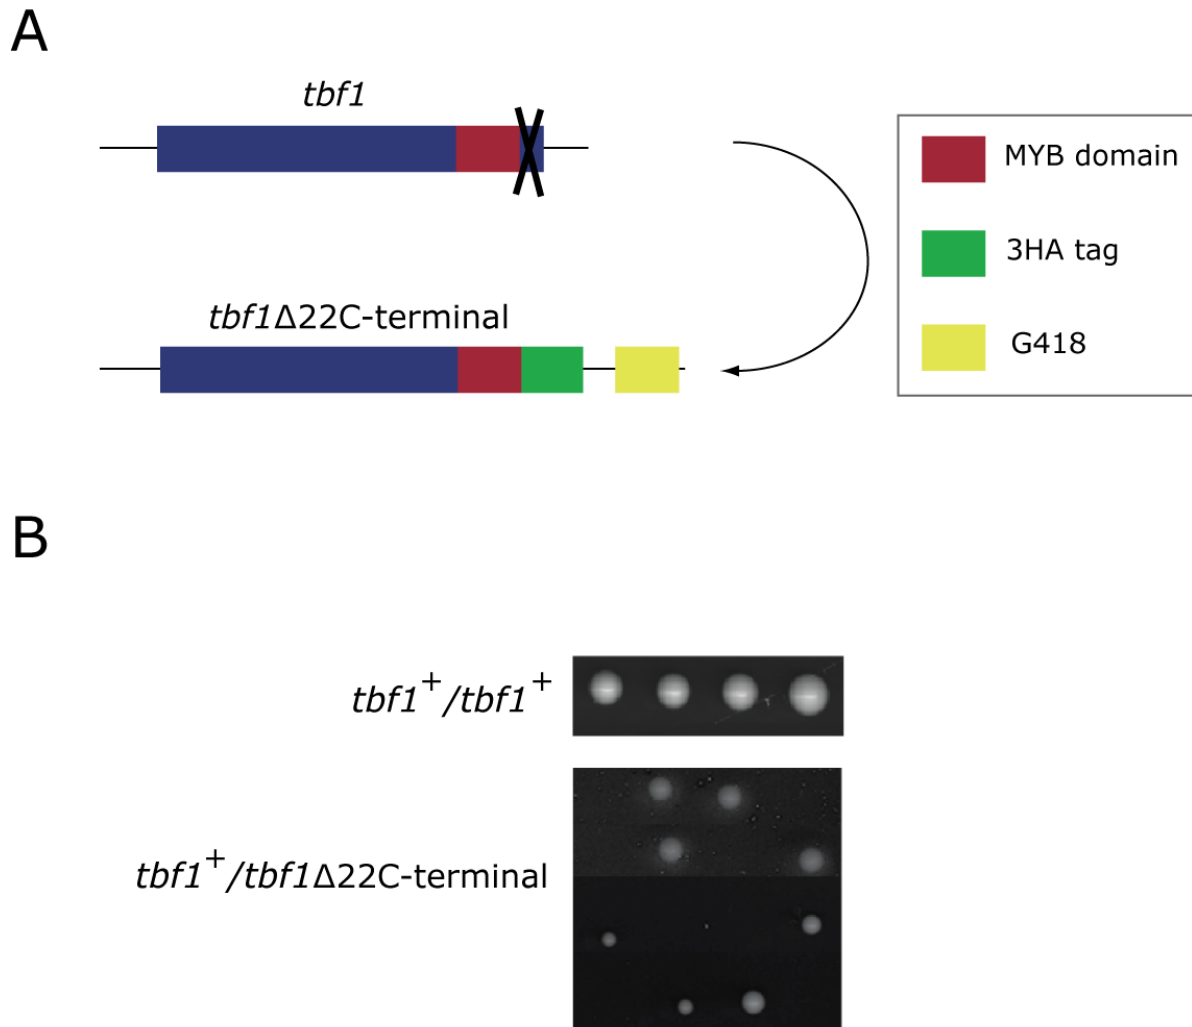 A
tbf1
MYB domain
3HA tag
G418
tbf1Δ22C-terminal
B
tbf1+/tbf1+
tbf1+/tbf1Δ22C-terminal